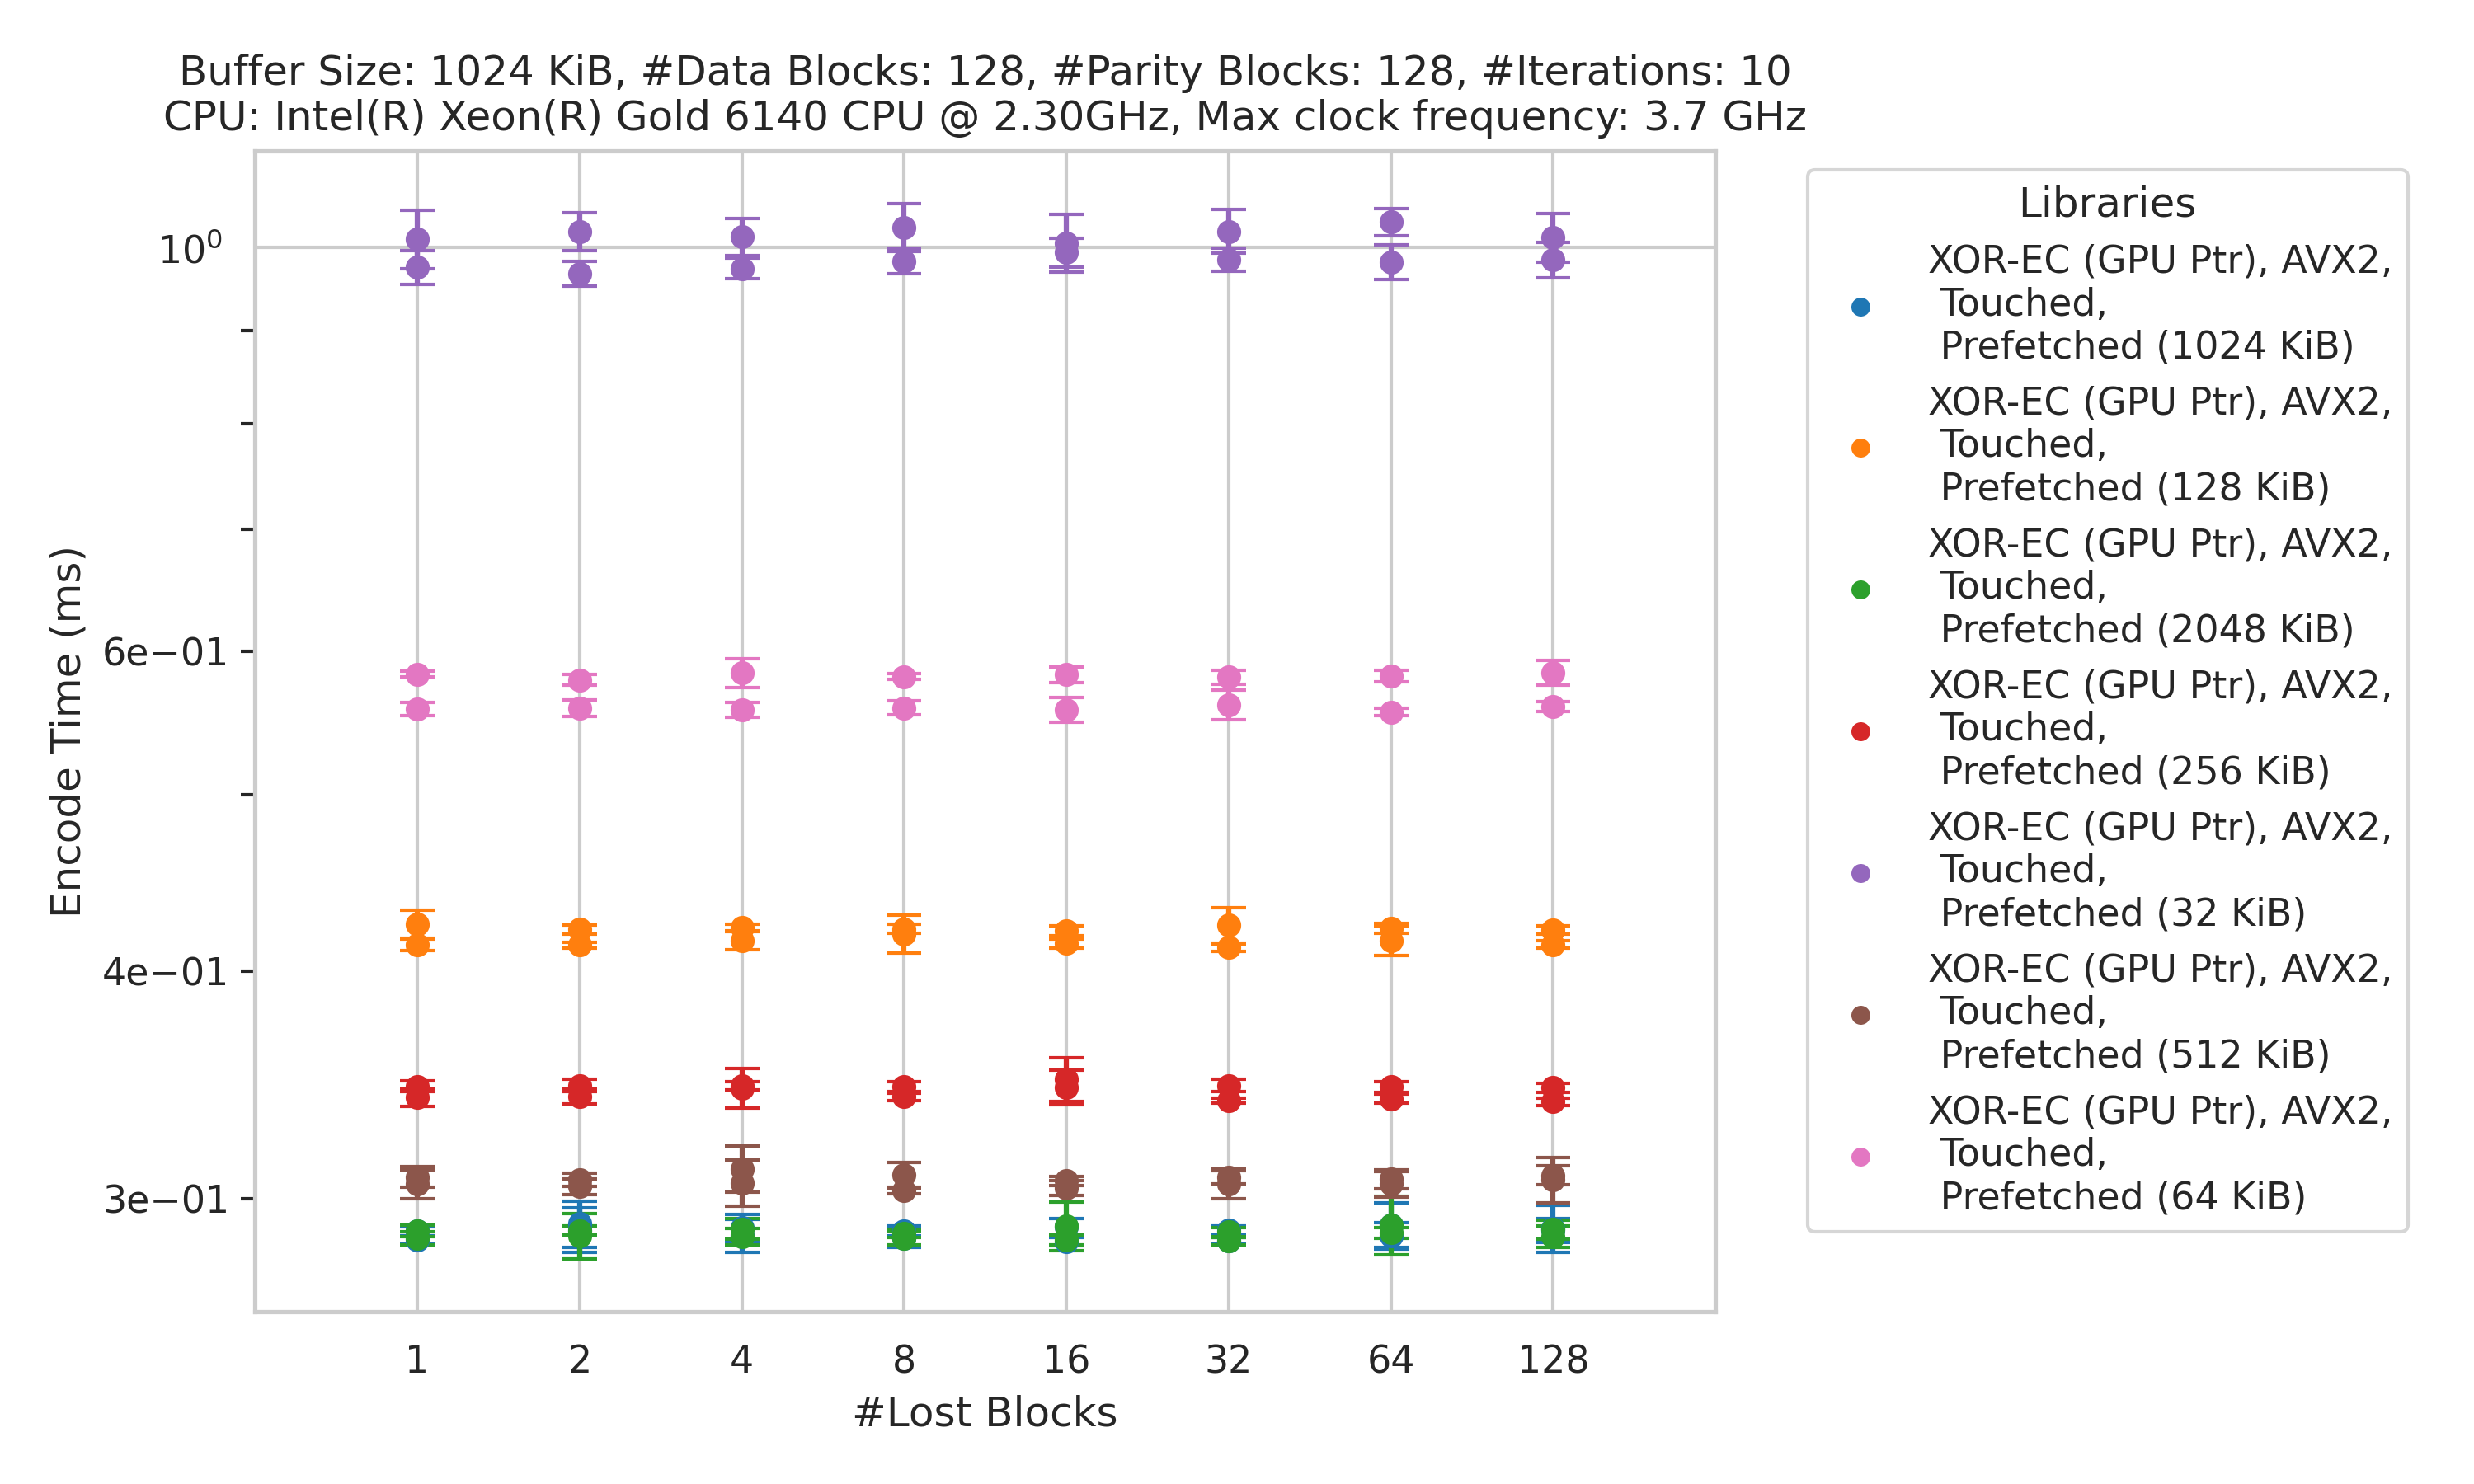 Buffer Size: 1024 KiB, #Data Blocks: 128, #Parity Blocks: 128, #Iterations: 10
CPU: Intel(R) Xeon(R) Gold 6140 CPU @ 2.30GHz, Max clock frequency: 3.7 GHz
Encode Time (ms)
10⁰
6e−01
4e−01
3e−01
1 2 4 8 16 32 64 128
#Lost Blocks
Libraries
XOR-EC (GPU Ptr), AVX2,
Touched,
Prefetched (1024 KiB)
XOR-EC (GPU Ptr), AVX2,
Touched,
Prefetched (128 KiB)
XOR-EC (GPU Ptr), AVX2,
Touched,
Prefetched (2048 KiB)
XOR-EC (GPU Ptr), AVX2,
Touched,
Prefetched (256 KiB)
XOR-EC (GPU Ptr), AVX2,
Touched,
Prefetched (32 KiB)
XOR-EC (GPU Ptr), AVX2,
Touched,
Prefetched (512 KiB)
XOR-EC (GPU Ptr), AVX2,
Touched,
Prefetched (64 KiB)